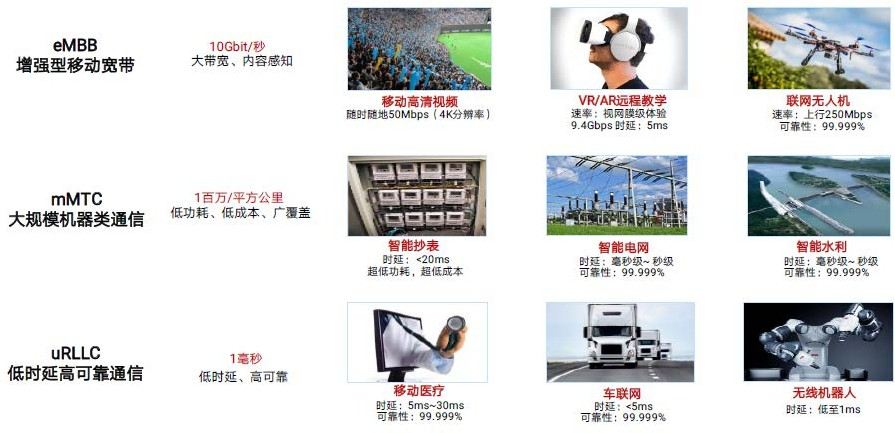 eMBB
增强型移动宽带
10Gbit/秒
大带宽、内容感知
移动高清视频
随时随地50Mbps（4K分辨率）
VR/AR远程教学
速率：视网膜级体验
9.4Gbps 时延：5ms
联网无人机
速率：上行250Mbps
可靠性：99.999%
mMTC
大规模机器类通信
1百万/平方公里
低功耗、低成本、广覆盖
智能抄表
时延：<20ms
超低功耗，超低成本
智能电网
时延：毫秒级~ 秒级
可靠性：99.999%
智能水利
时延：毫秒级~ 秒级
可靠性：99.999%
uRLLC
低时延高可靠通信
1毫秒
低时延、高可靠
移动医疗
时延：5ms~30ms
可靠性：99.999%
车联网
时延：<5ms
可靠性：99.999%
无线机器人
时延：低至1ms